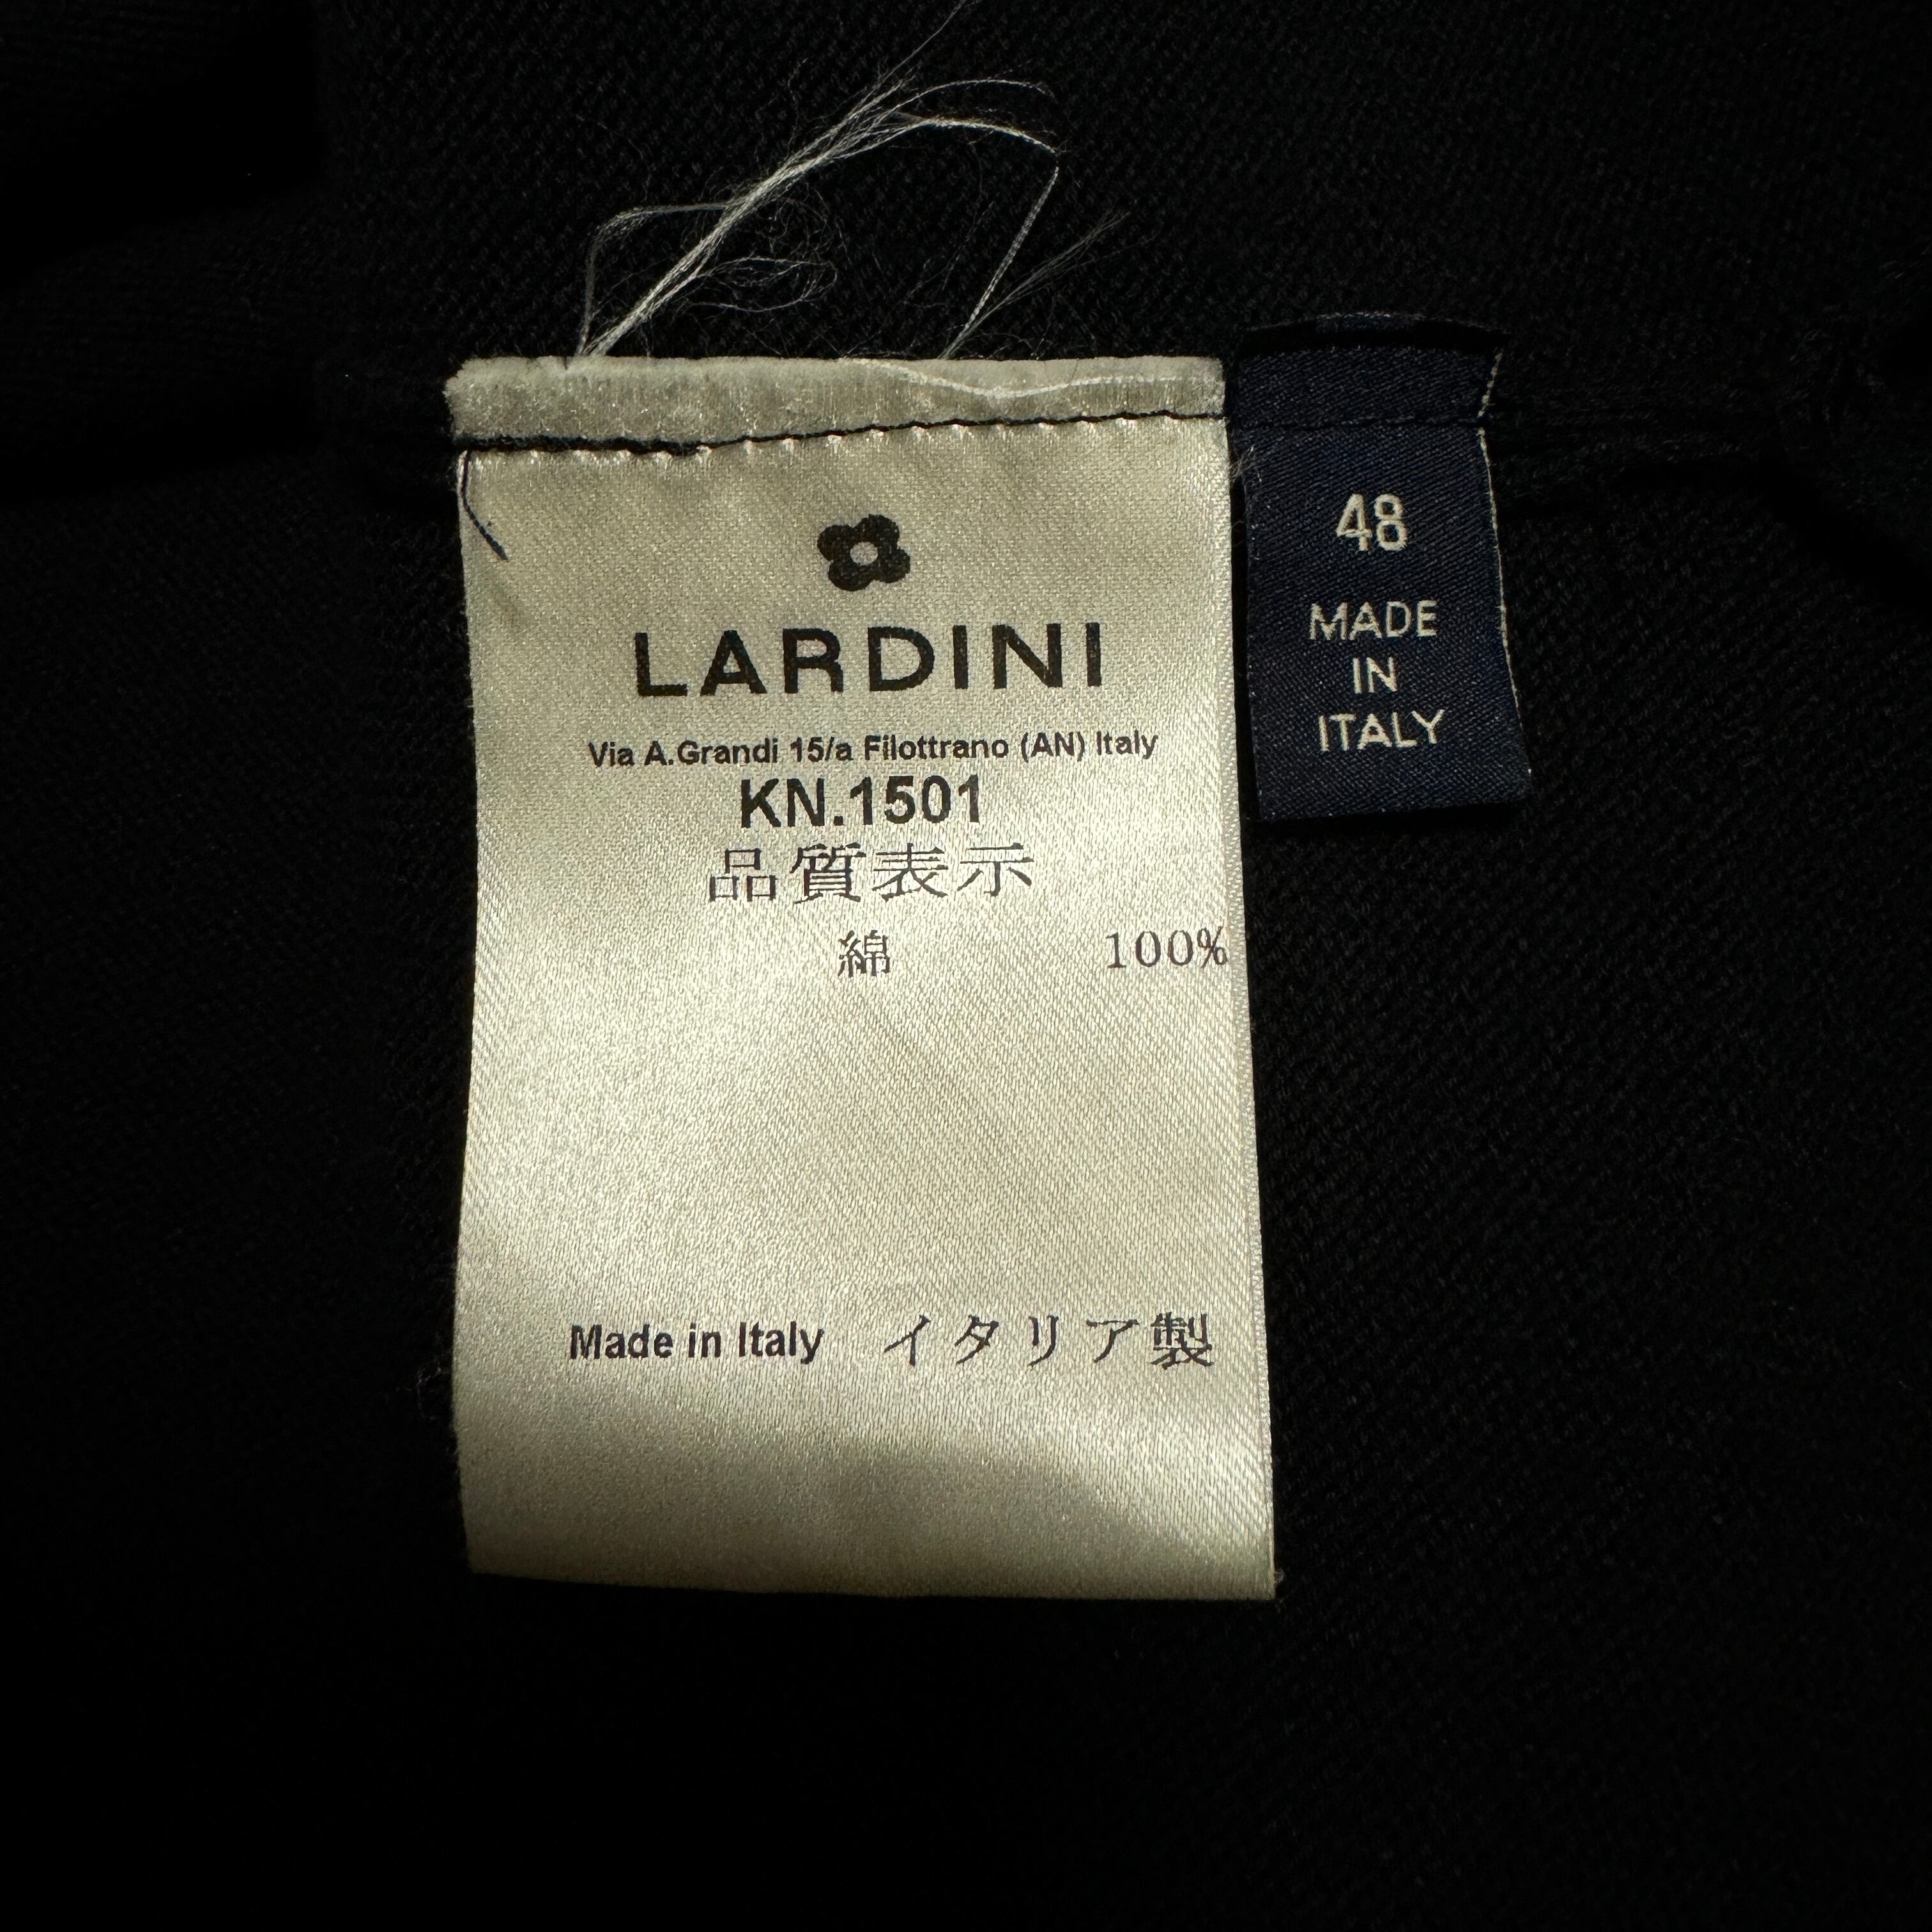 LARDINI
Via A.Grandi 15/a Filottrano (AN) Italy
KN.1501
品質表示
綿 100%
Made in Italy イタリア製
48
MADE
IN
ITALY